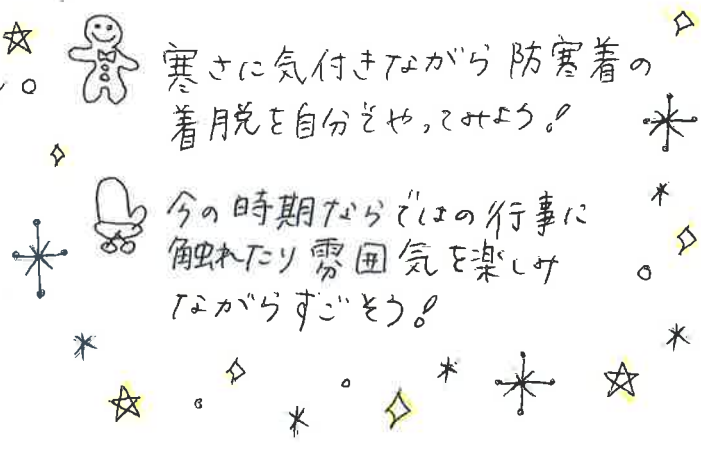 寒さに気付きながら防寒着の
着脱を自分でやってみよう!
今の時期ならではの行事に
触れたり雰囲気を楽しみ
ながらすごそう!